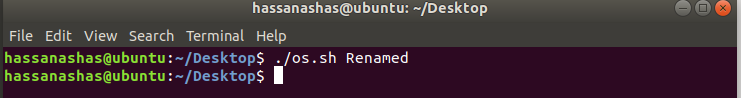 hassanashas@ubuntu: ~/Desktop
File Edit View Search Terminal Help
hassanashas@ubuntu:~/Desktop$ ./os.sh Renamed
hassanashas@ubuntu:~/Desktop$